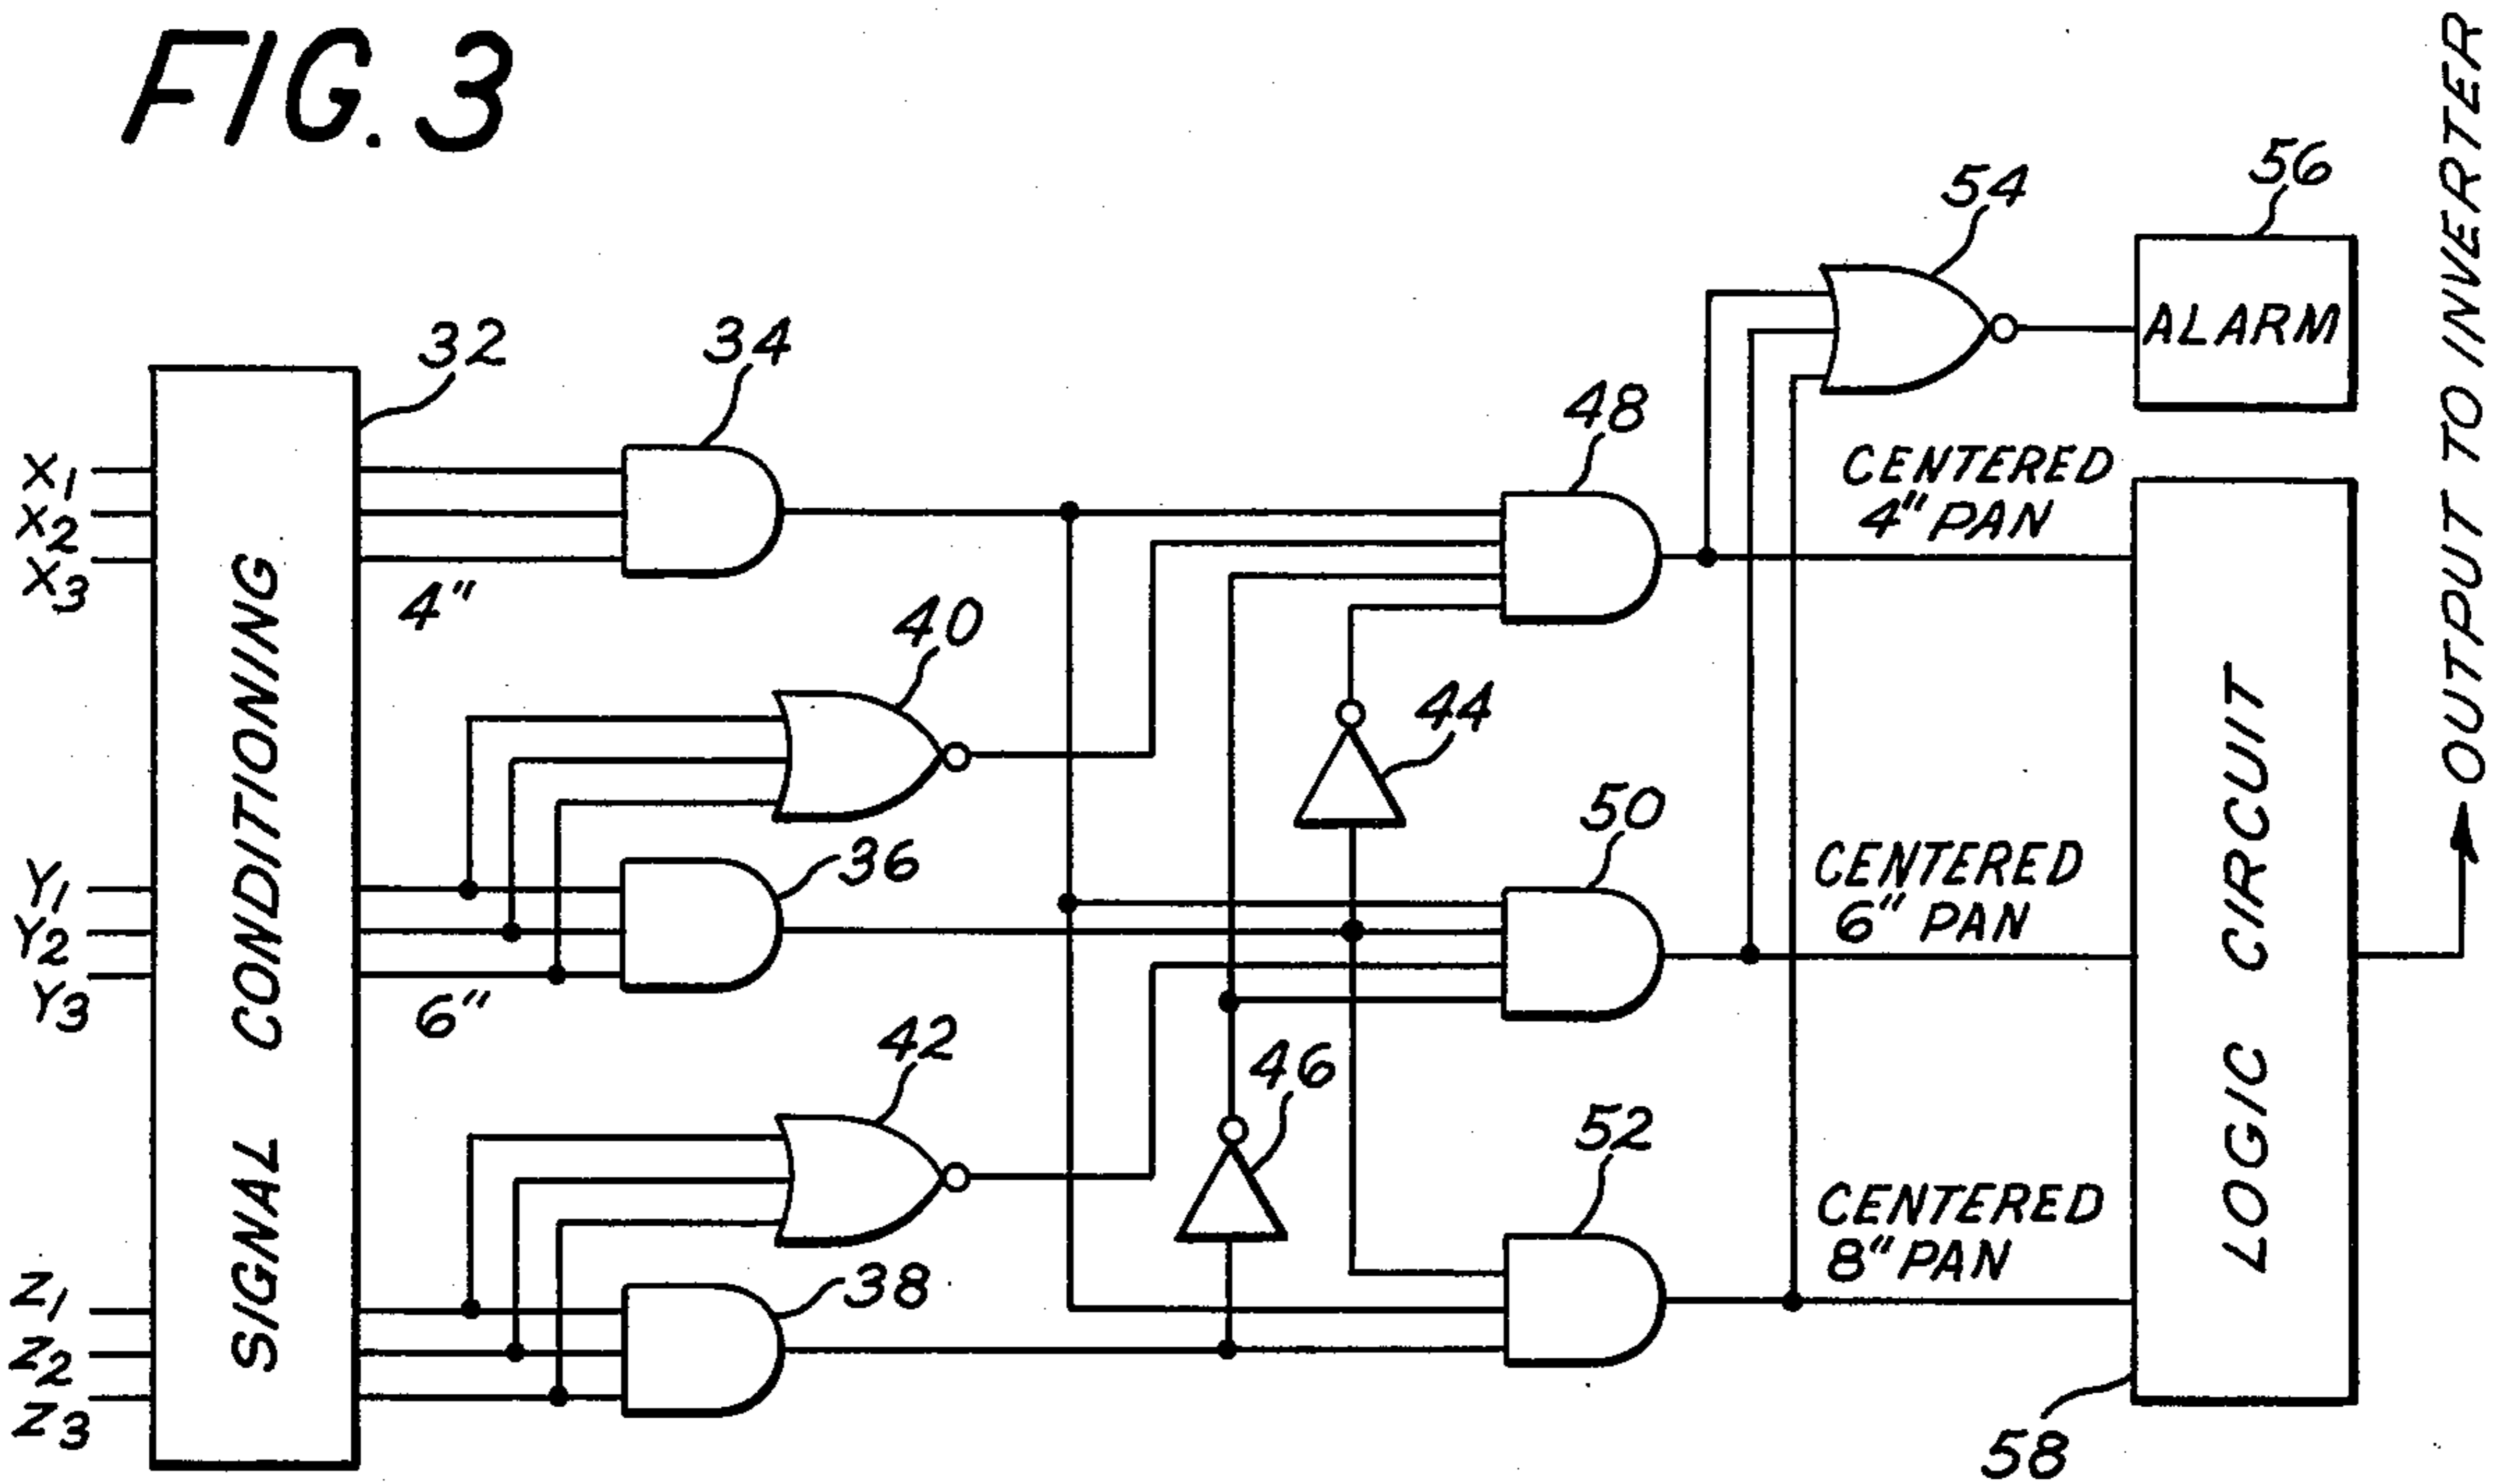 FIG. 3
OUTPUT TO INVERTER
56
54
ALARM
32
34
48
X1
X2
X3
4"
CENTERED
4" PAN
40
44
50
36
Y1
Y2
Y3
6"
CENTERED
6" PAN
42
46
52
CENTERED
8" PAN
38
Z1
Z2
Z3
SIGNAL CONDITIONING
LOGIC CIRCUIT
58